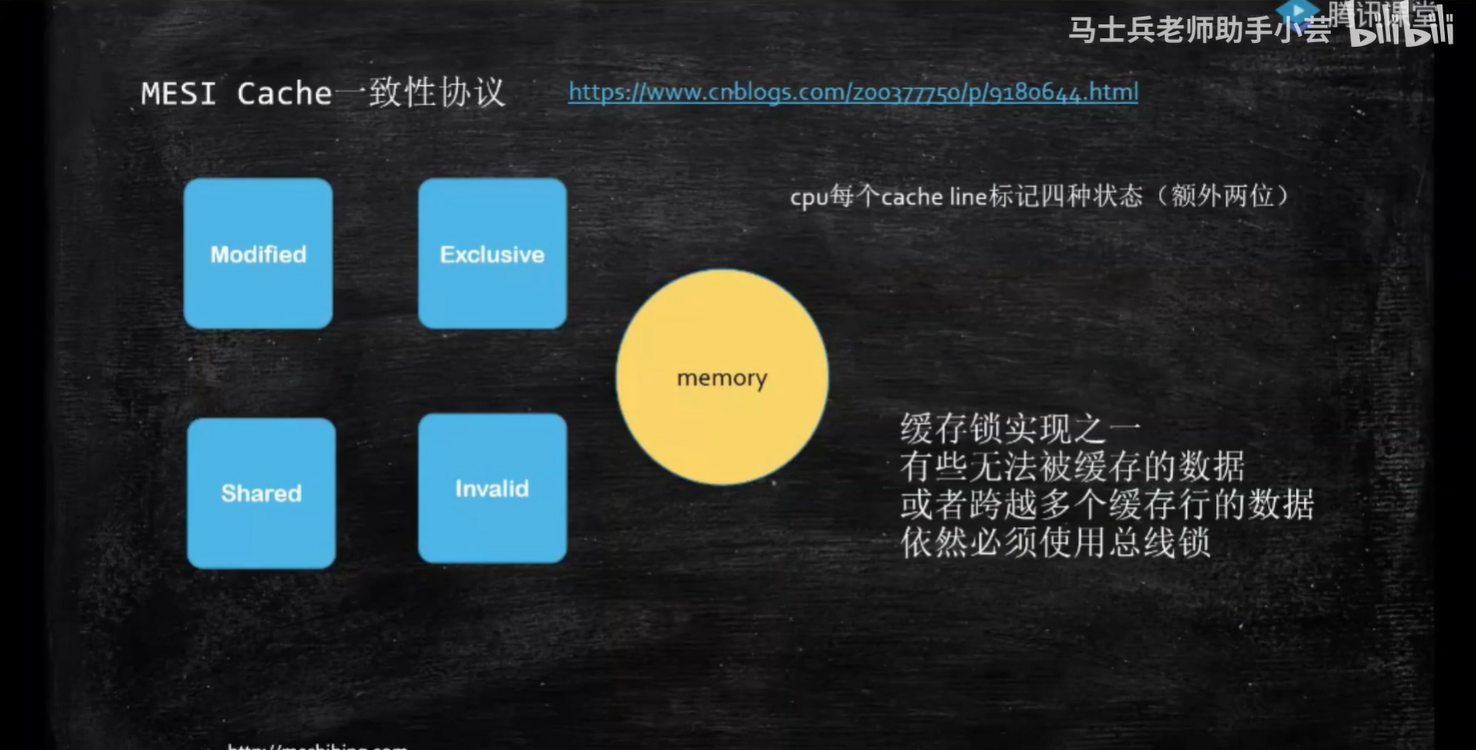 腾讯课堂
马士兵老师助手小芸 bilibili
MESI Cache一致性协议 https://www.cnblogs.com/z00377750/p/9180644.html
cpu每个cache line标记四种状态（额外两位）
Modified
Exclusive
memory
Shared
Invalid
缓存锁实现之一
有些无法被缓存的数据
或者跨越多个缓存行的数据
依然必须使用总线锁